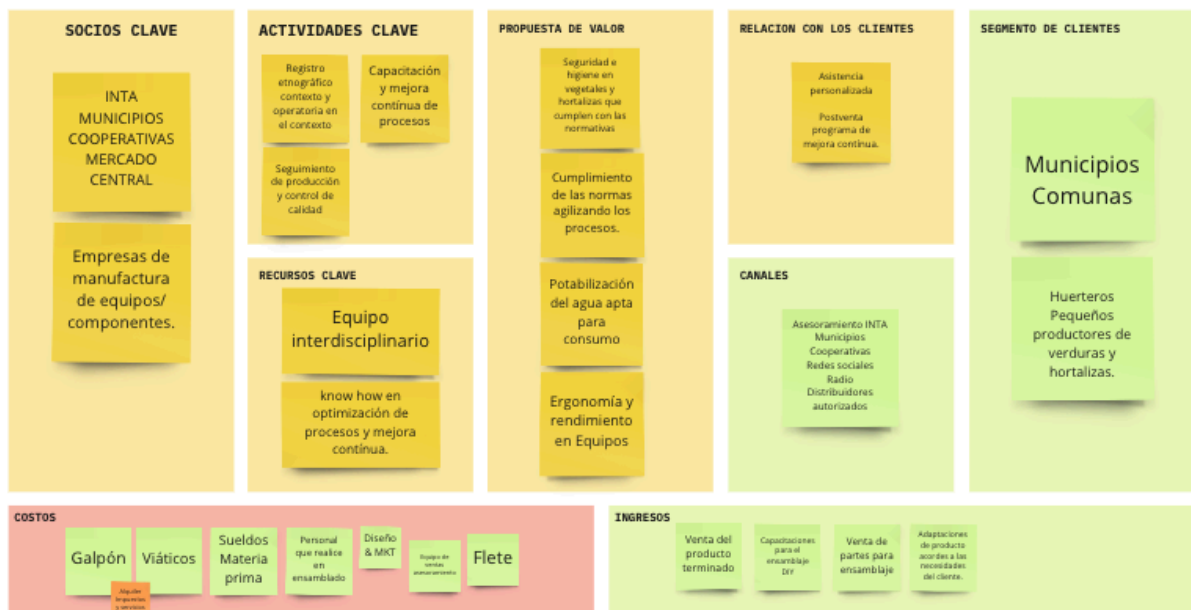 SOCIOS CLAVE
INTA
MUNICIPIOS
COOPERATIVAS
MERCADO
CENTRAL
Empresas de
manufactura
de equipos/
componentes.
ACTIVIDADES CLAVE
Registro
etnográfico
contexto y
operatoria en
el contexto
Capacitación
y mejora
contínua de
procesos
Seguimiento
de producción
y control de
calidad
RECURSOS CLAVE
Equipo
interdisciplinario
know how en
optimización de
procesos y mejora
contínua.
PROPUESTA DE VALOR
Seguridad e
higiene en
vegetales y
hortalizas que
cumplen con las
normativas
Cumplimiento
de las normas
agilizando los
procesos.
Potabilización
del agua apta
para
consumo
Ergonomía y
rendimiento
en Equipos
RELACION CON LOS CLIENTES
Asistencia
personalizada
Postventa
programa de
mejora contínua.
CANALES
Asesoramiento INTA
Municipios
Cooperativas
Redes sociales
Radio
Distribuidores
autorizados
SEGMENTO DE CLIENTES
Municipios
Comunas
Huerteros
Pequeños
productores de
verduras y
hortalizas.
COSTOS
Galpón
Alquiler
Impuestos
y servicios
Viáticos
Sueldos
Materia
prima
Personal
que realice
en
ensamblado
Diseño
& MKT
Equipo de
ventas
asesoramiento
Flete
INGRESOS
Venta del
producto
terminado
Capacitaciones
para el
ensamblaje
DIY
Venta de
partes para
ensamblaje
Adaptaciones
de producto
acordes a las
necesidades
del cliente.